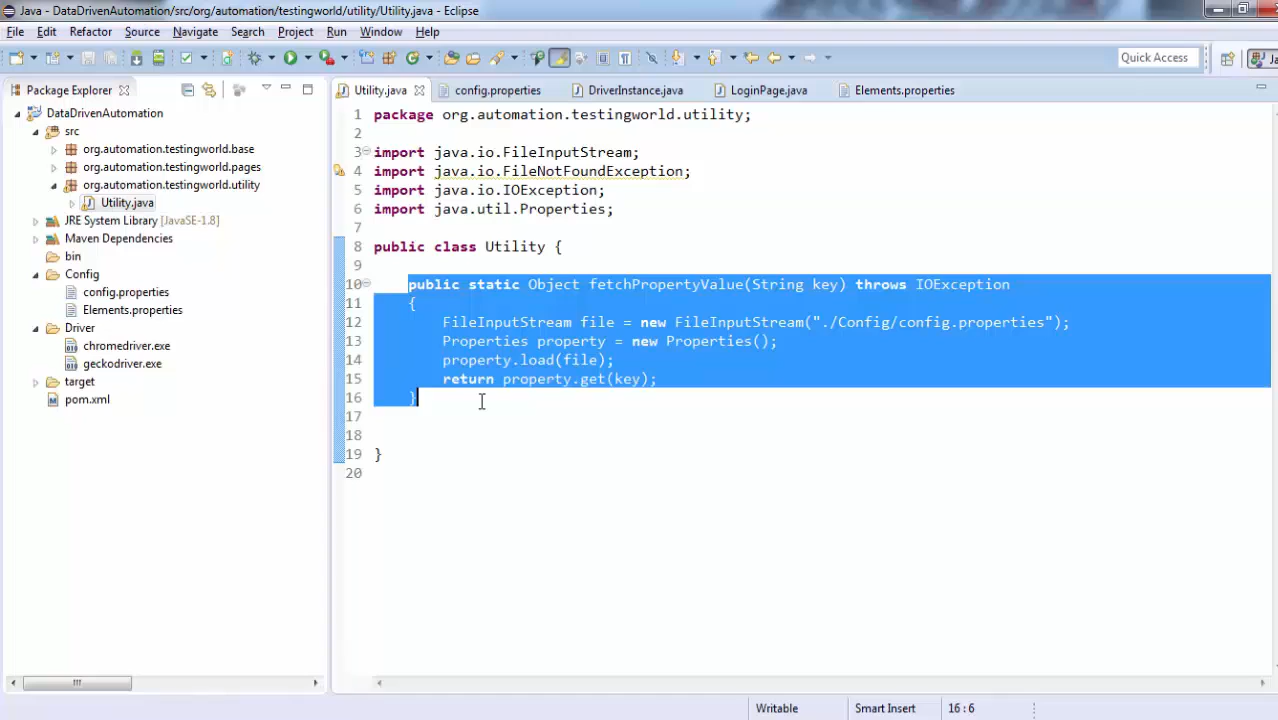 Java - DataDrivenAutomation/src/org/automation/testingworld/utility/Utility.java - Eclipse
File Edit Refactor Source Navigate Search Project Run Window Help
Quick Access
Package Explorer
Utility.java config.properties DriverInstance.java LoginPage.java Elements.properties
DataDrivenAutomation
src
org.automation.testingworld.base
org.automation.testingworld.pages
org.automation.testingworld.utility
Utility.java
JRE System Library [JavaSE-1.8]
Maven Dependencies
bin
Config
config.properties
Elements.properties
Driver
chromedriver.exe
geckodriver.exe
target
pom.xml
1 package org.automation.testingworld.utility;
2
3 import java.io.FileInputStream;
4 import java.io.FileNotFoundException;
5 import java.io.IOException;
6 import java.util.Properties;
7
8 public class Utility {
9
10 public static Object fetchPropertyValue(String key) throws IOException
11 {
12 FileInputStream file = new FileInputStream("./Config/config.properties");
13 Properties property = new Properties();
14 property.load(file);
15 return property.get(key);
16 }
17
18
19 }
20
Writable Smart Insert 16 : 6